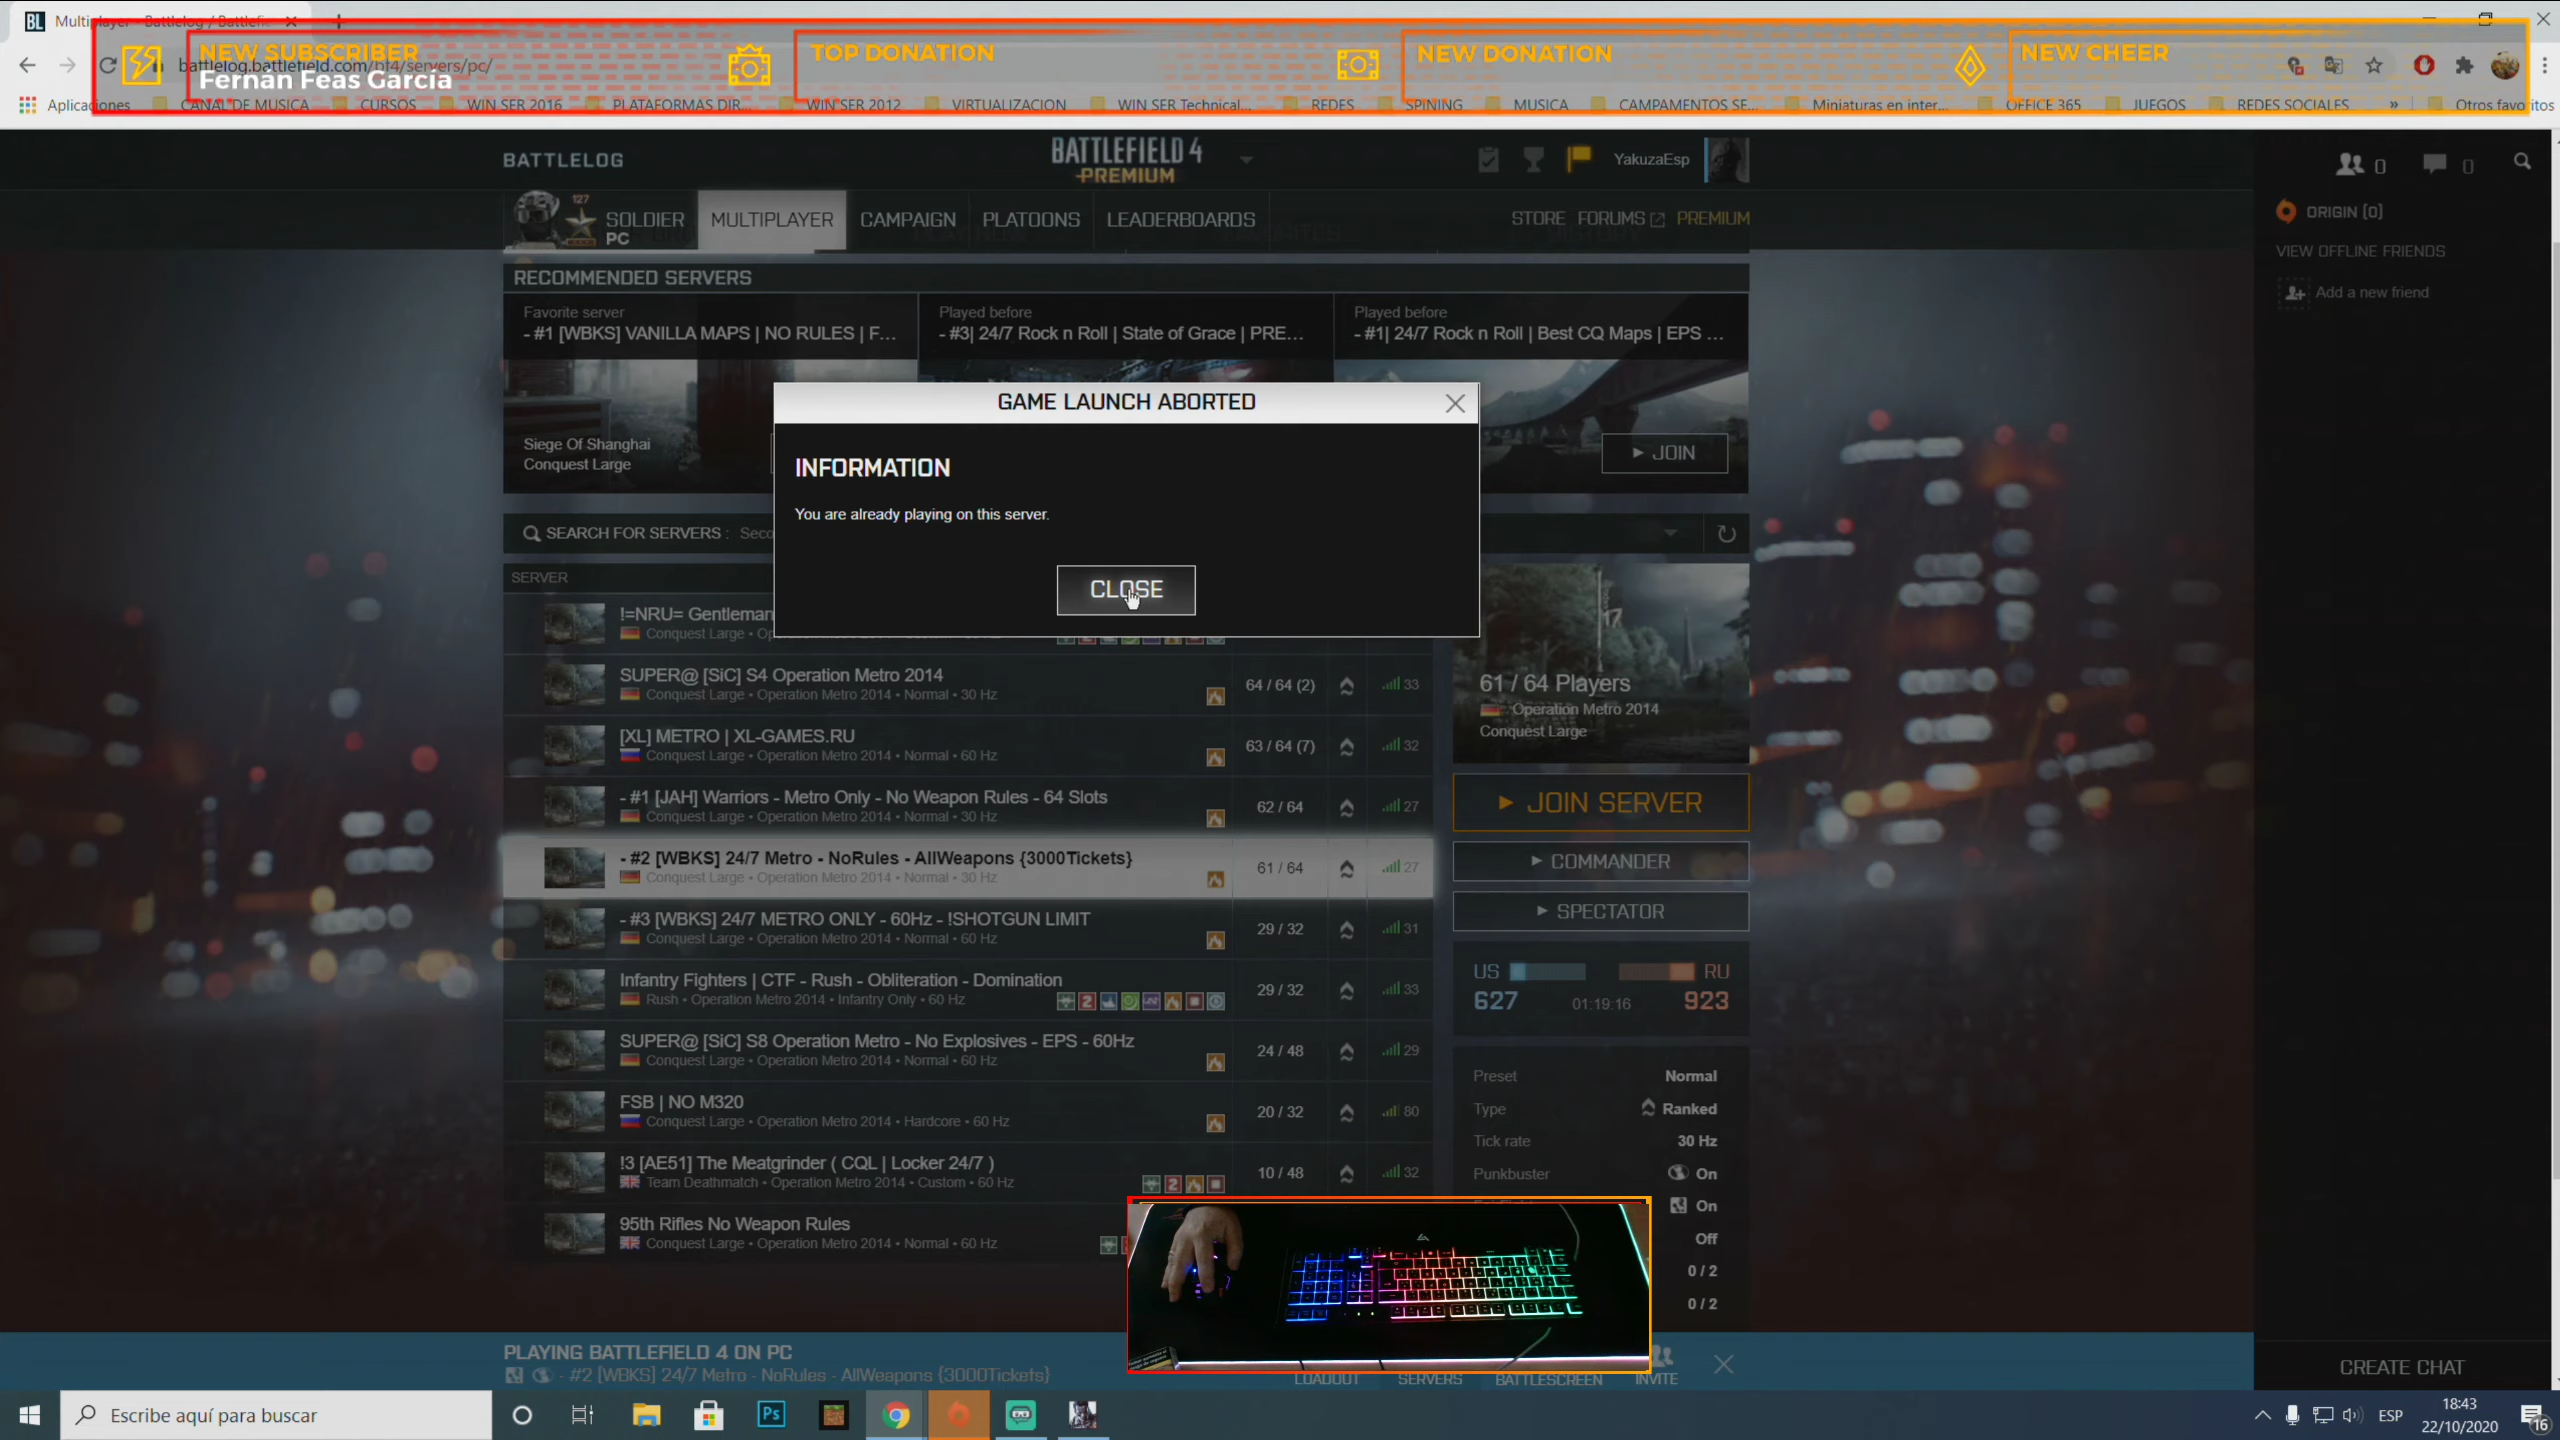 BL Multiplayer - Battlelog / Battlefi
NEW SUBSCRIBER
Fernán Feas García
TOP DONATION
NEW DONATION
NEW CHEER
battlelog.battlefield.com/bf4/servers/pc/
Aplicaciones
CANAL DE MUSICA
CURSOS
WIN SER 2016
PLATAFORMAS DIR...
WIN SER 2012
VIRTUALIZACION
WIN SER Technical...
REDES
SPINING
MUSICA
CAMPAMENTOS SE...
Miniaturas en inter...
OFFICE 365
JUEGOS
REDES SOCIALES
»
Otros favoritos
BATTLELOG
BATTLEFIELD 4
PREMIUM
YakuzaEsp
0
0
127
SOLDIER
PC
MULTIPLAYER
CAMPAIGN
PLATOONS
LEADERBOARDS
STORE
FORUMS
PREMIUM
ORIGIN (0)
VIEW OFFLINE FRIENDS
Add a new friend
RECOMMENDED SERVERS
Favorite server
- #1 [WBKS] VANILLA MAPS | NO RULES | F...
Siege Of Shanghai
Conquest Large
Played before
- #3| 24/7 Rock n Roll | State of Grace | PRE...
Played before
- #1| 24/7 Rock n Roll | Best CQ Maps | EPS ...
JOIN
GAME LAUNCH ABORTED
INFORMATION
You are already playing on this server.
CLOSE
SEARCH FOR SERVERS : Seco
SERVER
!=NRU= Gentleman
Conquest Large • Op
SUPER@ [SiC] S4 Operation Metro 2014
Conquest Large • Operation Metro 2014 • Normal • 30 Hz
64 / 64 (2)
33
[XL] METRO | XL-GAMES.RU
Conquest Large • Operation Metro 2014 • Normal • 60 Hz
63 / 64 (7)
32
- #1 [JAH] Warriors - Metro Only - No Weapon Rules - 64 Slots
Conquest Large • Operation Metro 2014 • Normal • 30 Hz
62 / 64
27
- #2 [WBKS] 24/7 Metro - NoRules - AllWeapons {3000Tickets}
Conquest Large • Operation Metro 2014 • Normal • 30 Hz
61 / 64
27
- #3 [WBKS] 24/7 METRO ONLY - 60Hz - !SHOTGUN LIMIT
Conquest Large • Operation Metro 2014 • Normal • 60 Hz
29 / 32
31
Infantry Fighters | CTF - Rush - Obliteration - Domination
Rush • Operation Metro 2014 • Infantry Only • 60 Hz
2
29 / 32
33
SUPER@ [SiC] S8 Operation Metro - No Explosives - EPS - 60Hz
Conquest Large • Operation Metro 2014 • Normal • 60 Hz
24 / 48
29
FSB | NO M320
Conquest Large • Operation Metro 2014 • Hardcore • 60 Hz
20 / 32
80
!3 [AE51] The Meatgrinder ( CQL | Locker 24/7 )
Team Deathmatch • Operation Metro 2014 • Custom • 60 Hz
2
10 / 48
32
95th Rifles No Weapon Rules
Conquest Large • Operation Metro 2014 • Normal • 60 Hz
61 / 64 Players
Operation Metro 2014
Conquest Large
JOIN SERVER
COMMANDER
SPECTATOR
US
RU
627
01:19:16
923
Preset
Normal
Type
Ranked
Tick rate
30 Hz
Punkbuster
On
On
Off
0 / 2
0 / 2
PLAYING BATTLEFIELD 4 ON PC
- #2 [WBKS] 24/7 Metro - NoRules - AllWeapons {3000Tickets}
LOADOUT
SERVERS
BATTLESCREEN
INVITE
CREATE CHAT
Escribe aquí para buscar
Ps
ESP
18:43
22/10/2020
16